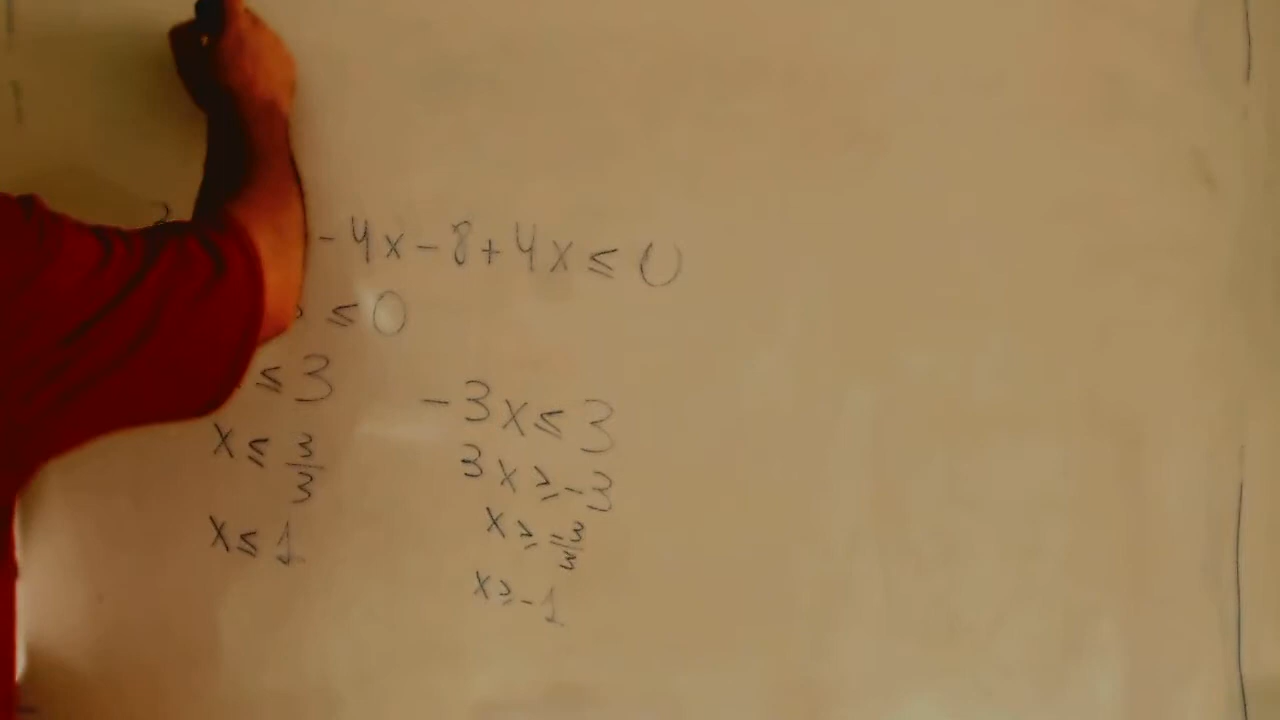 - 4x - 8 + 4x ≤ 0
≤ 0
≤ 3
x ≤ 3/3
x ≤ 1
-3x ≤ 3
3x ≥ -3
x ≥ -3/3
x ≥ -1